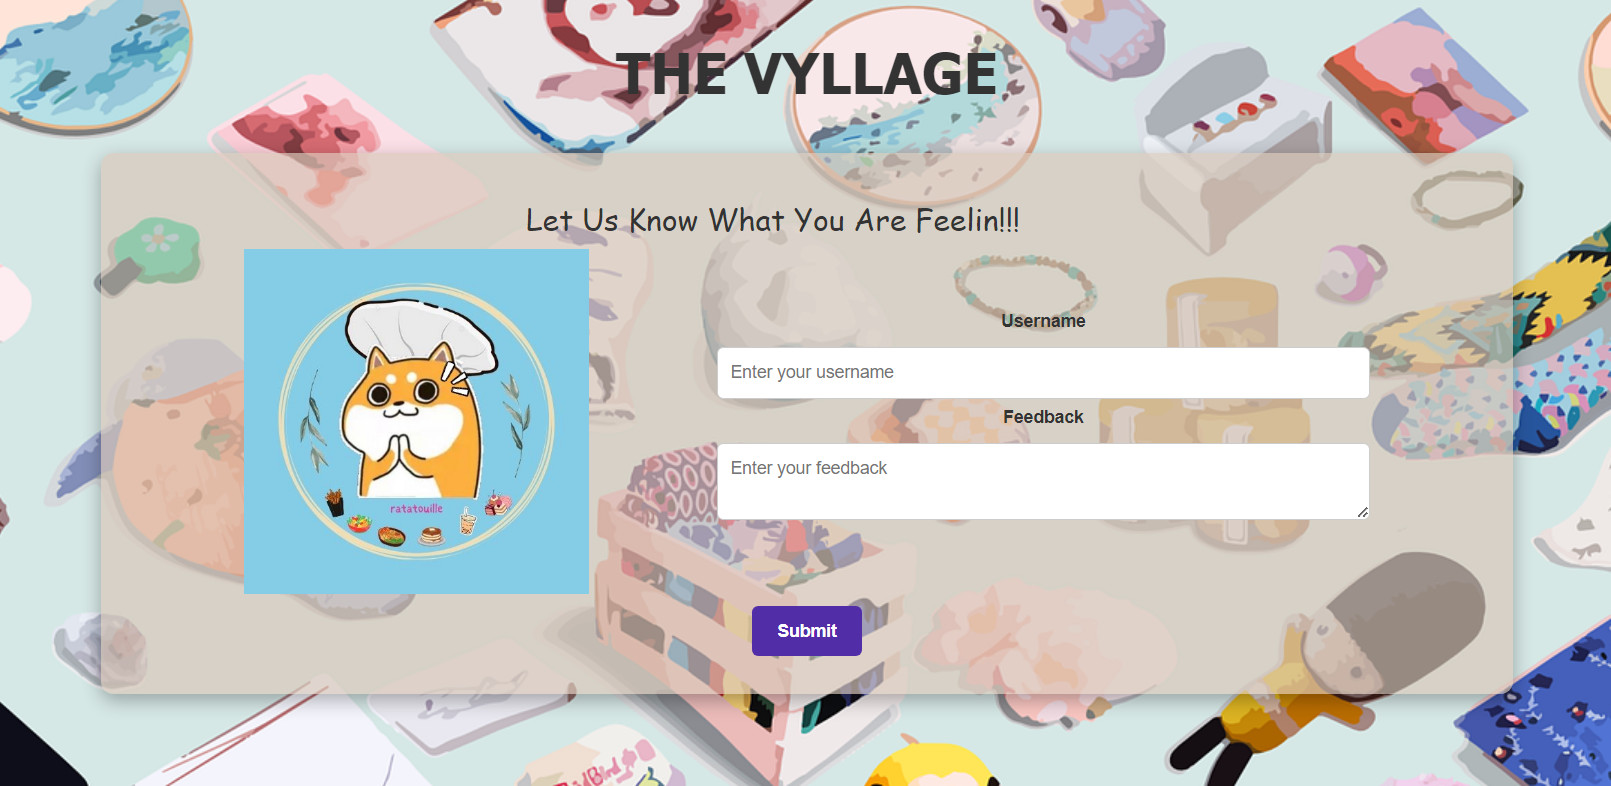 THE VYLLAGE
Let Us Know What You Are Feelin!!!
Username
Enter your username
Feedback
Enter your feedback
ratatouille
Submit